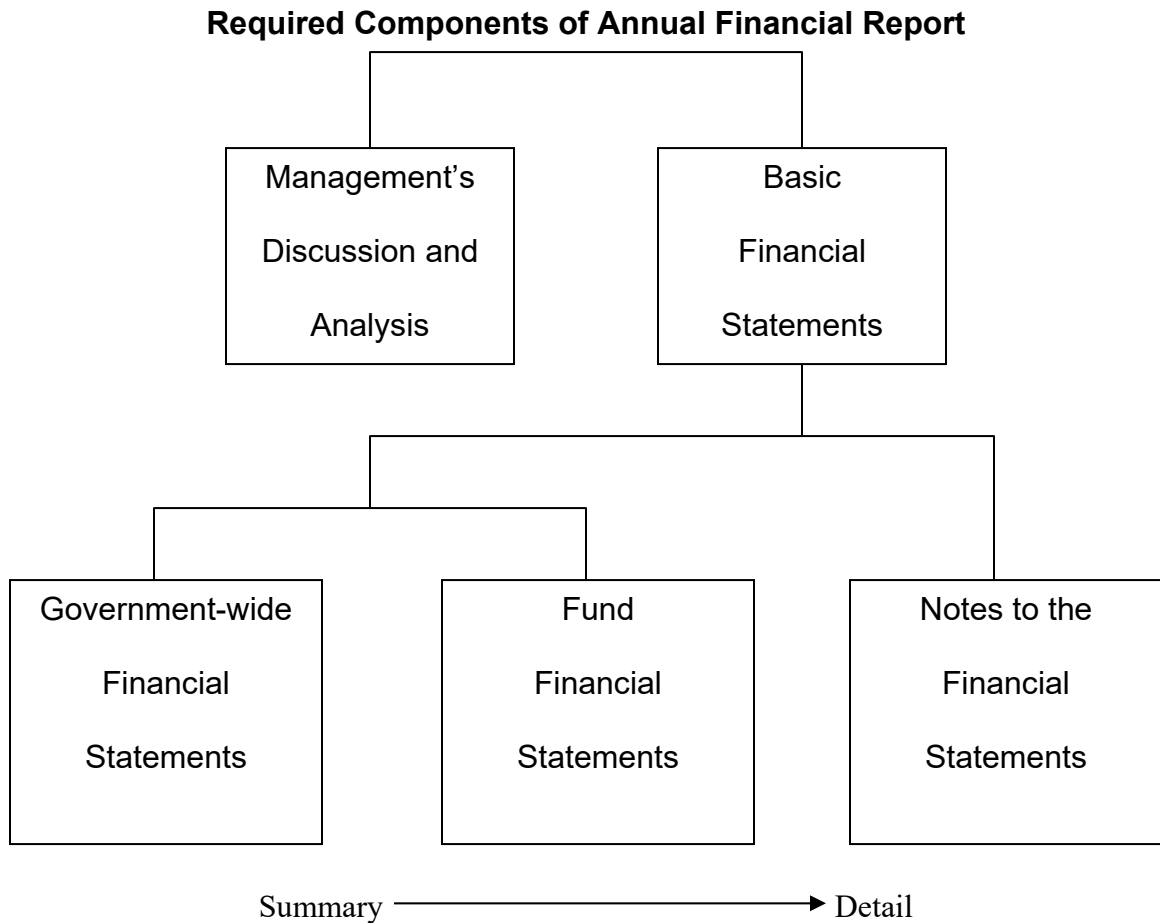 Required Components of Annual Financial Report
Management’s
Discussion and
Analysis
Basic
Financial
Statements
Government-wide
Financial
Statements
Fund
Financial
Statements
Notes to the
Financial
Statements
Summary
Detail